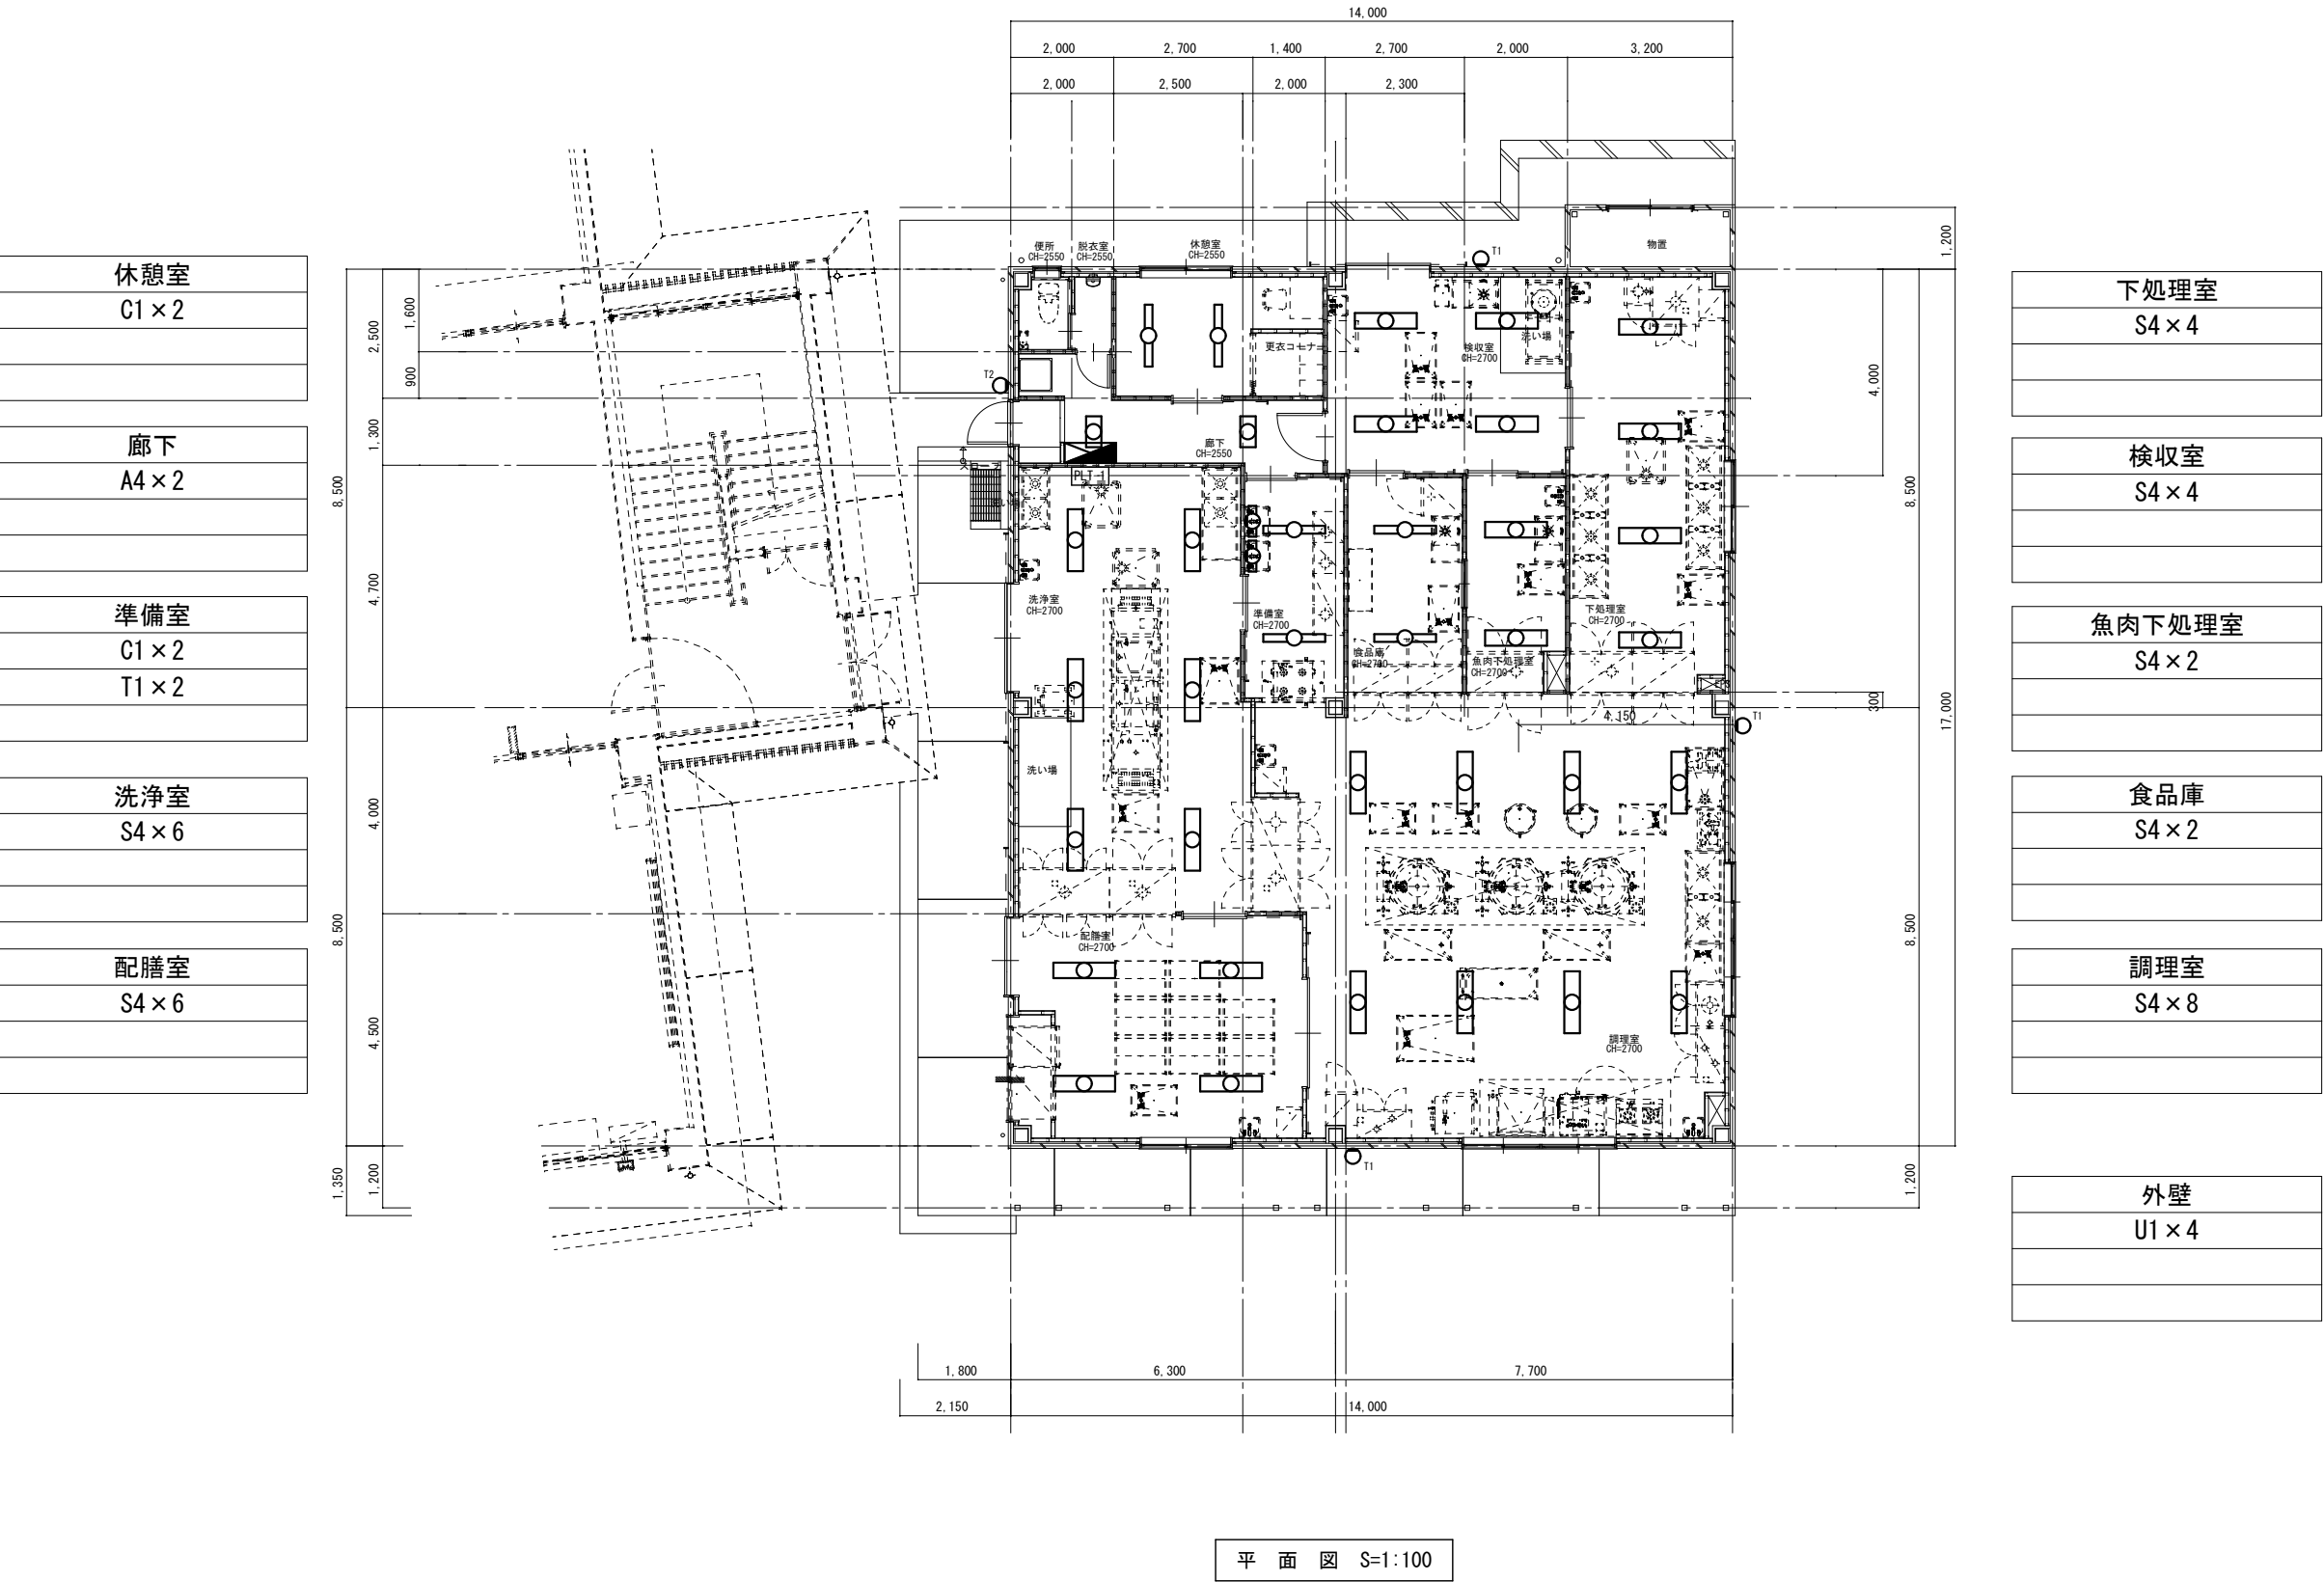 14,000
2,000 2,700 1,400 2,700 2,000 3,200
2,000 2,500 2,000 2,300
休憩室
C1×2
廊下
A4×2
準備室
C1×2
T1×2
洗浄室
S4×6
配膳室
S4×6
8,500
8,500
1,350
2,500
1,300
4,700
4,000
4,500
1,200
1,600
900
便所
CH=2550
脱衣室
CH=2550
休憩室
CH=2550
T1
物置
更衣コーナー
検収室
CH=2700
洗い場
T2
廊下
CH=2550
PLT-1
洗浄室
CH=2700
準備室
CH=2700
食品庫
CH=2700
魚肉下処理室
CH=2700
下処理室
CH=2700
4,150
T1
洗い場
配膳室
CH=2700
調理室
CH=2700
T1
1,200
4,000
8,500
300
17,000
8,500
1,200
下処理室
S4×4
検収室
S4×4
魚肉下処理室
S4×2
食品庫
S4×2
調理室
S4×8
外壁
U1×4
1,800 6,300 7,700
2,150 14,000
平 面 図 S=1:100